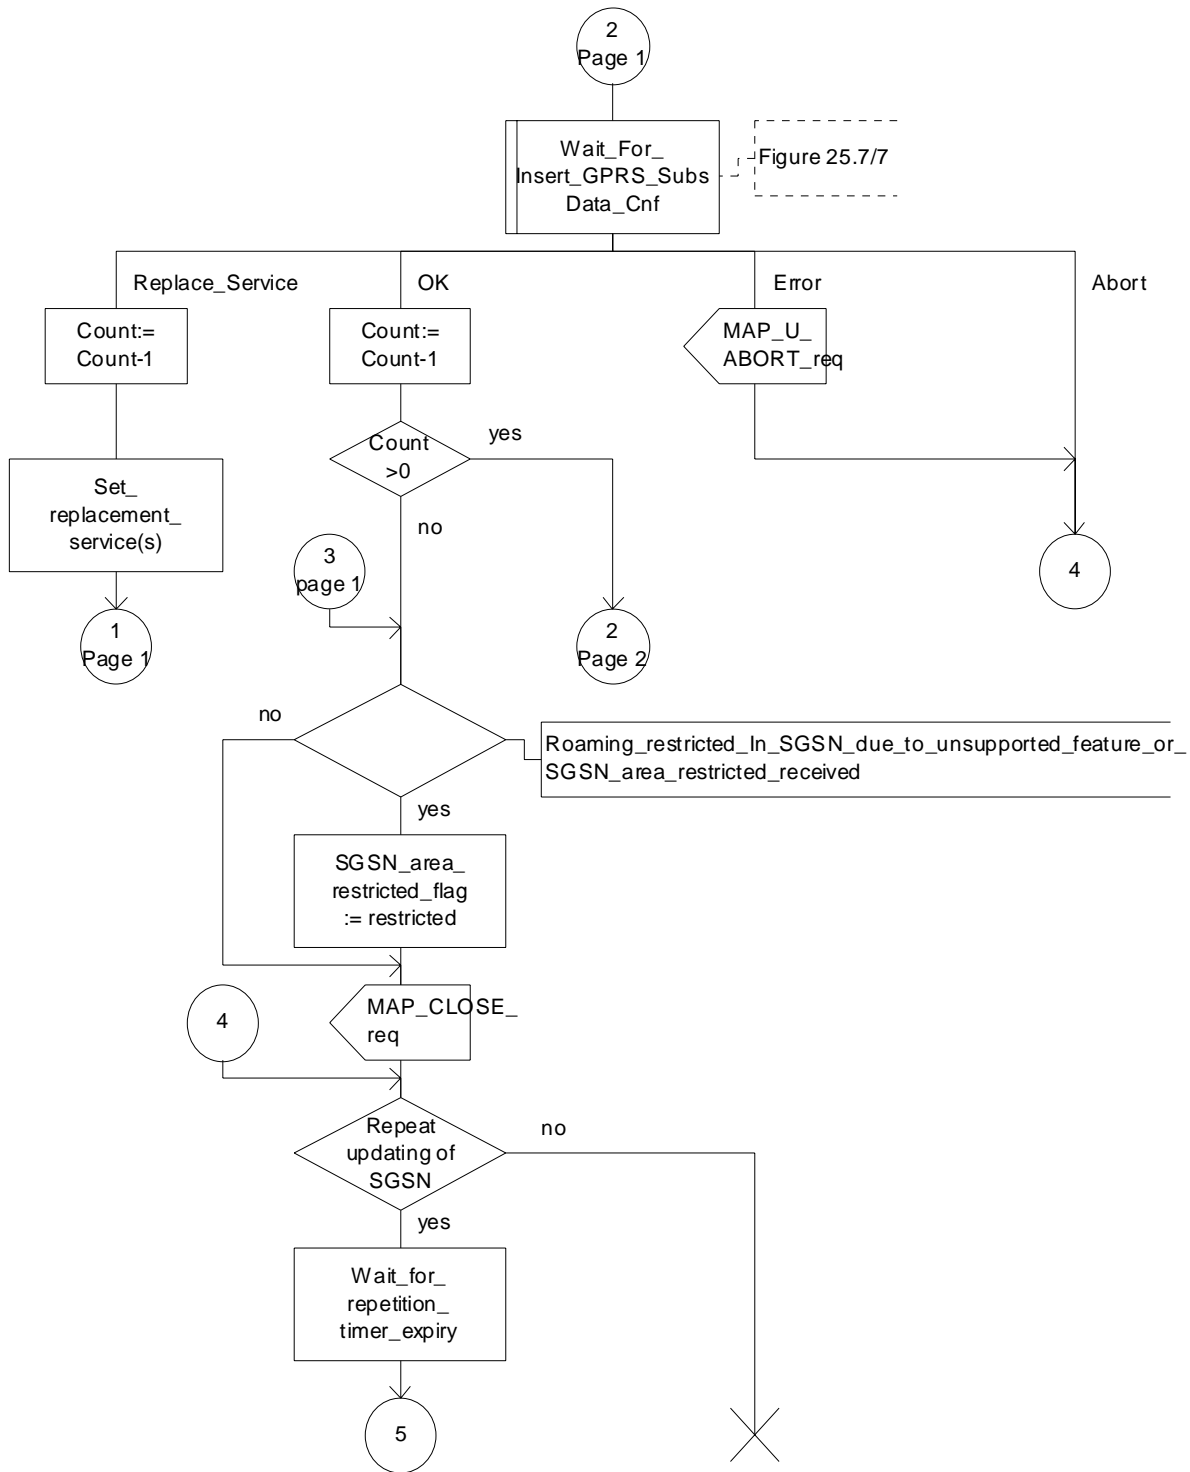 2
Page 1
Wait_For_
Insert_GPRS_Subs
Data_Cnf
Figure 25.7/7
Replace_Service
OK
Error
Abort
Count:=
Count-1
Count:=
Count-1
MAP_U_
ABORT_req
Count
>0
yes
no
Set_
replacement_
service(s)
3
page 1
4
1
Page 1
2
Page 2
no
Roaming_restricted_In_SGSN_due_to_unsupported_feature_or_
SGSN_area_restricted_received
yes
SGSN_area_
restricted_flag
:= restricted
4
MAP_CLOSE_
req
Repeat
updating of
SGSN
no
yes
Wait_for_
repetition_
timer_expiry
5